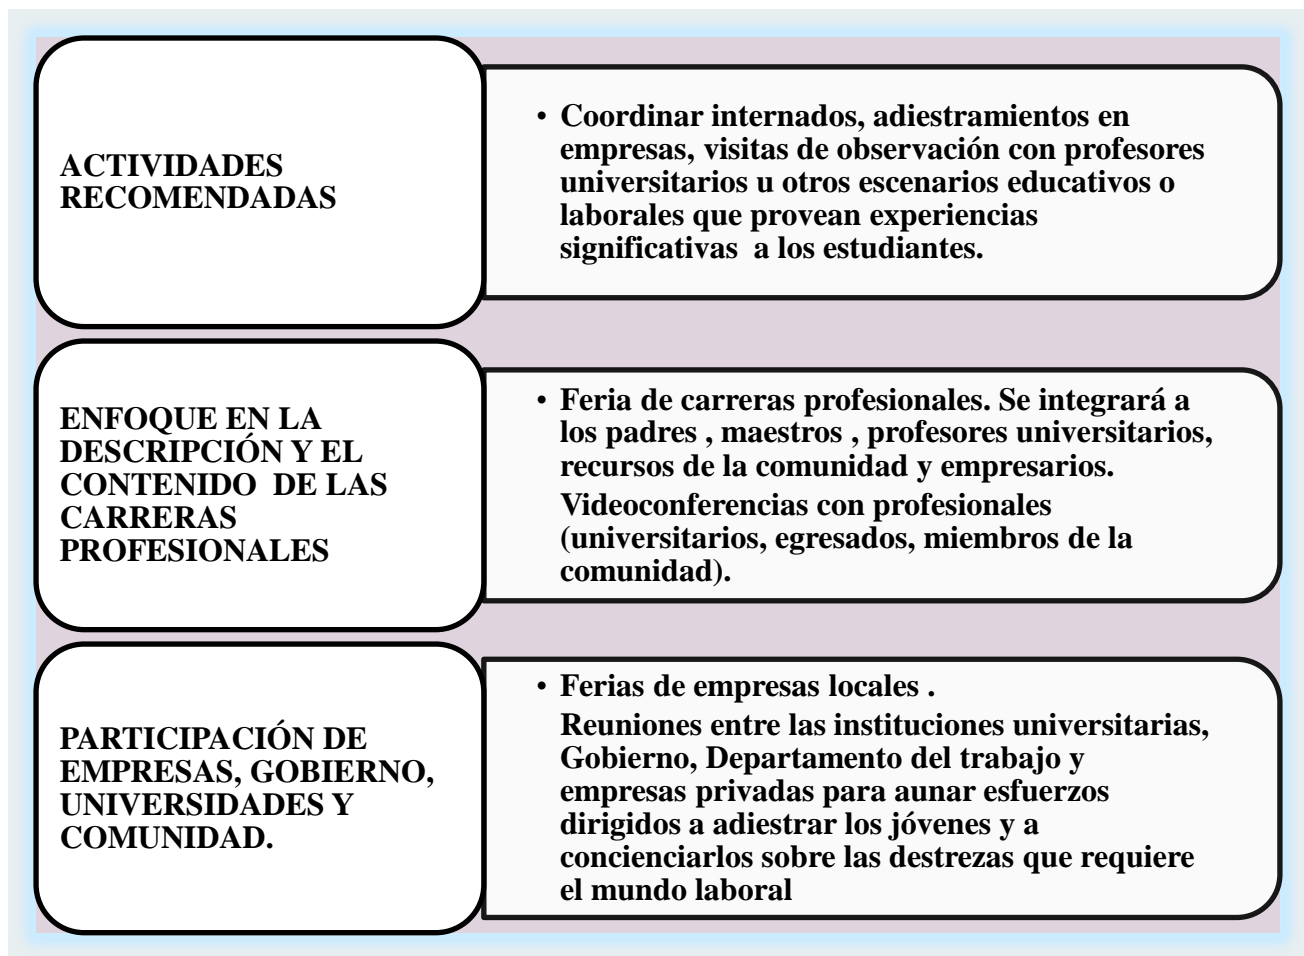 ACTIVIDADES
RECOMENDADAS
• Coordinar internados, adiestramientos en
empresas, visitas de observación con profesores
universitarios u otros escenarios educativos o
laborales que provean experiencias
significativas  a los estudiantes.
ENFOQUE EN LA
DESCRIPCIÓN Y EL
CONTENIDO  DE LAS
CARRERAS
PROFESIONALES
• Feria de carreras profesionales. Se integrará a
los padres , maestros , profesores universitarios,
recursos de la comunidad y empresarios.
Videoconferencias con profesionales
(universitarios, egresados, miembros de la
comunidad).
PARTICIPACIÓN DE
EMPRESAS, GOBIERNO,
UNIVERSIDADES Y
COMUNIDAD.
• Ferias de empresas locales .
Reuniones entre las instituciones universitarias,
Gobierno, Departamento del trabajo y
empresas privadas para aunar esfuerzos
dirigidos a adiestrar los jóvenes y a
concienciarlos sobre las destrezas que requiere
el mundo laboral